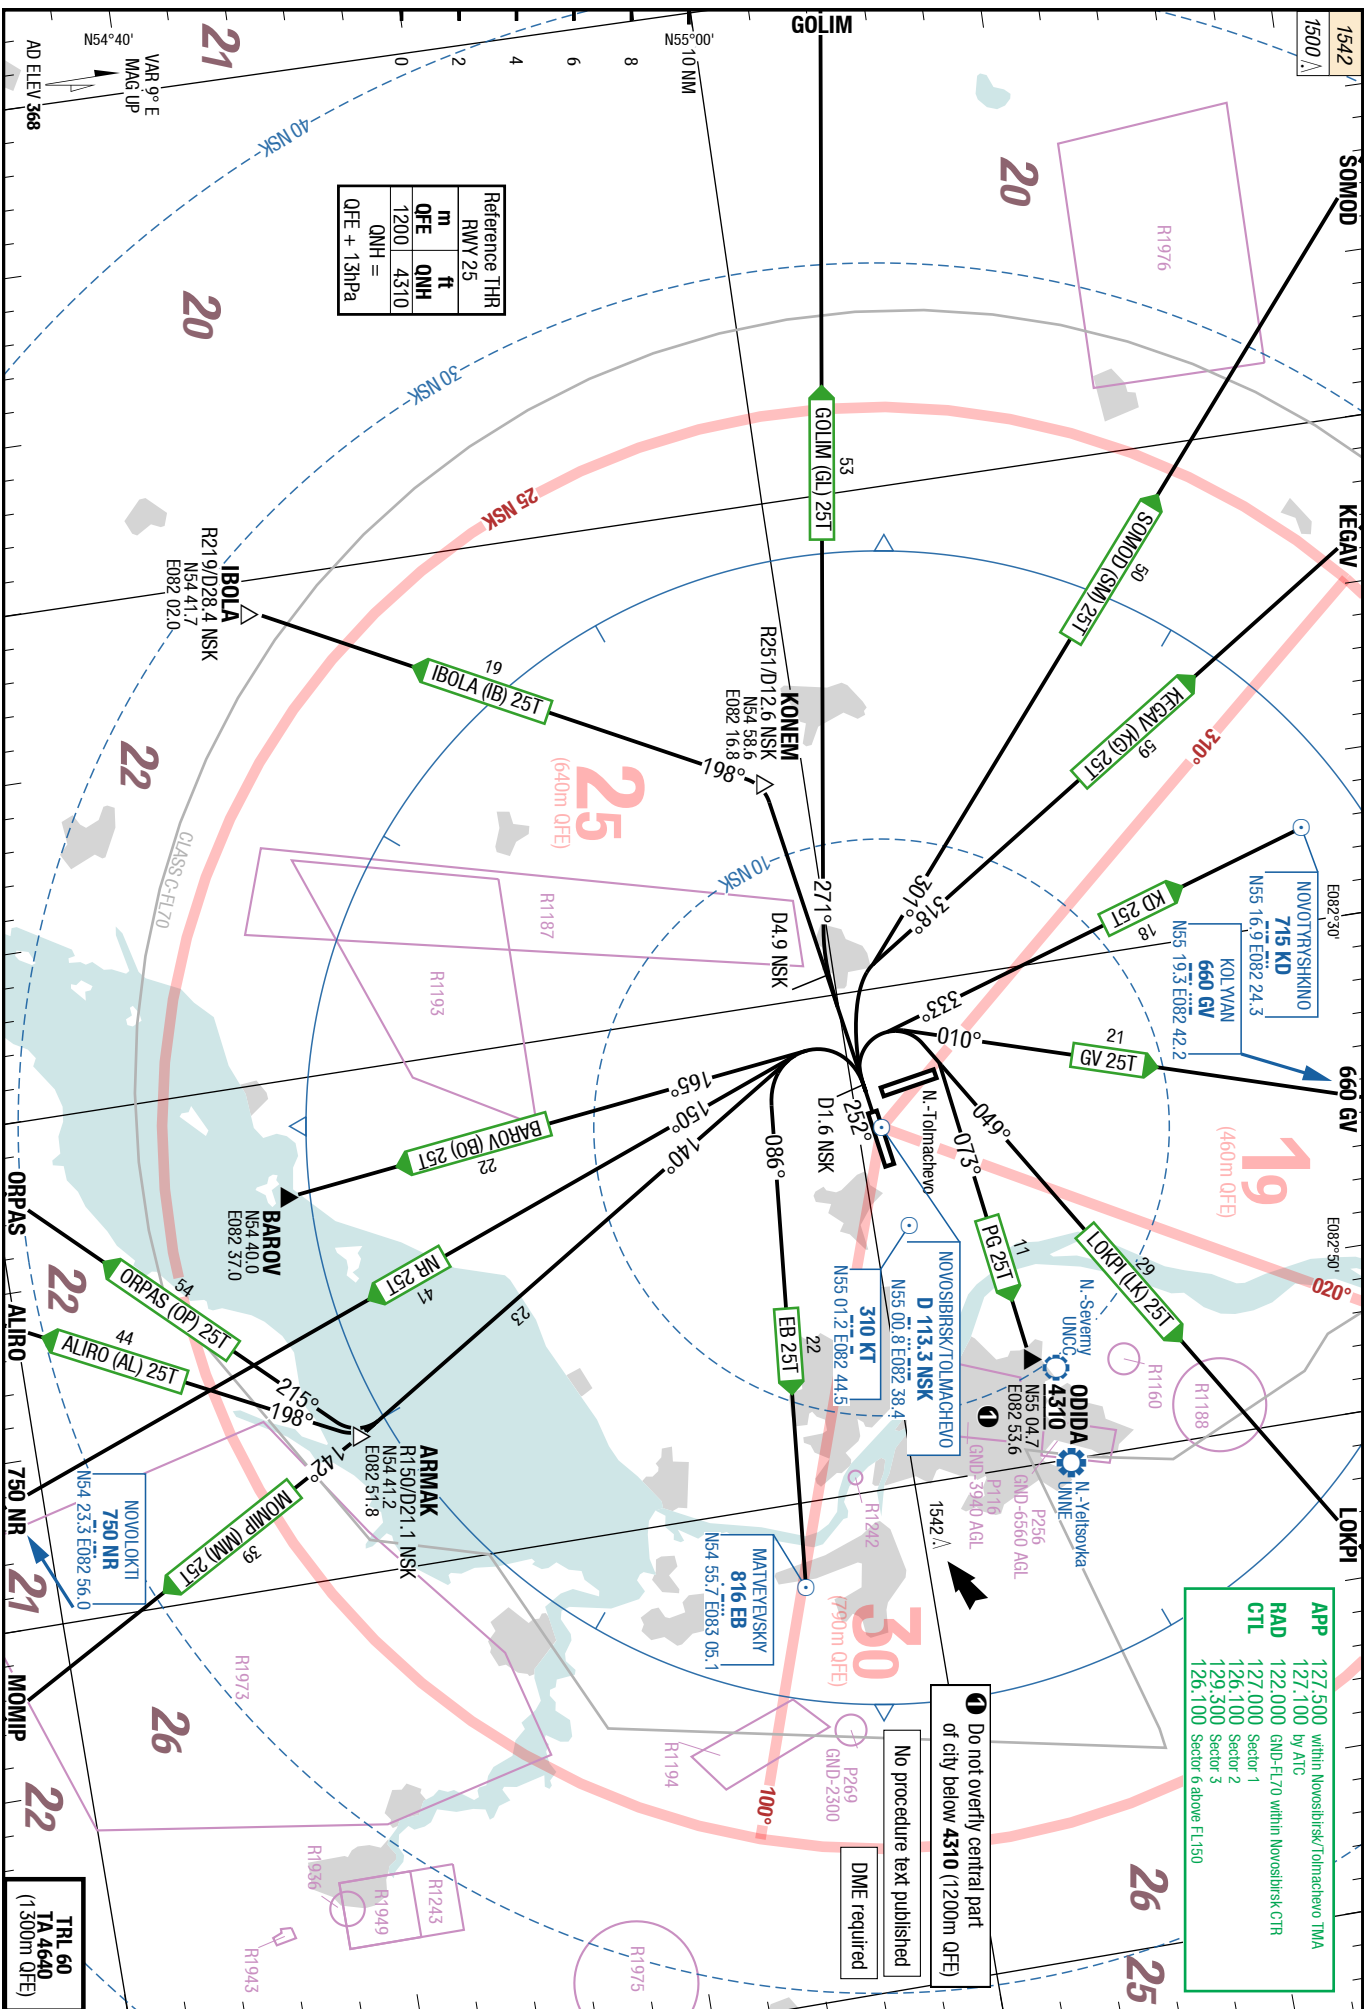 1542
1500
GOLIM
SOMOD
KEGAV
660 GV
LOKPI
N54°40'
N55°00'
E082°30'
E082°50'
VAR 9° E
MAG UP
AD ELEV 368
0
2
4
6
8
10 NM
21
20
20
22
22
21
22
26
26
25
40 NSK
30 NSK
25 NSK
10 NSK
CLASS C-FL70
Reference THR
RWY 25
m ft
QFE QNH
1200 4310
QNH =
QFE + 13hPa
R1976
GOLIM (GL) 25T
53
271°
SOMOD (SM) 25T
50
301°
KEGAV (KG) 25T
59
318°
310°
KD 25T
18
333°
GV 25T
21
010°
LOKPI (LK) 25T
29
049°
PG 25T
11
073°
EB 25T
22
086°
IBOLA (IB) 25T
19
198°
BAROV (BO) 25T
22
165°
NR 25T
41
150°
140°
23
ORPAS (OP) 25T
54
215°
ALIRO (AL) 25T
44
198°
MOMIP (MM) 25T
39
142°
252°
D4.9 NSK
D1.6 NSK
N.-Tolmachevo
020°
100°
IBOLA
R219/D28.4 NSK
N54 41.7
E082 02.0
KONEM
R251/D12.6 NSK
N54 58.6
E082 16.8
25
(640m QFE)
19
(460m QFE)
30
(790m QFE)
R1187
R1193
NOVOTYRYSHKINO
715 KD
N55 16.9 E082 24.3
KOLYVAN
660 GV
N55 19.3 E082 42.2
NOVOSIBIRSK/TOLMACHEVO
D 113.3 NSK
N55 00.8 E082 38.4
310 KT
N55 01.2 E082 44.5
MATVEYEVSKIY
816 EB
N54 55.7 E083 05.1
NOVOLOKTI
750 NR
N54 23.3 E082 56.0
BAROV
N54 40.0
E082 37.0
ARMAK
R150/D21.1 NSK
N54 41.2
E082 51.8
ODIDA
4310
N55 04.7
E082 53.6
1
N.-Severny
UNCC
N.-Yeltsovka
UNNE
P256
GND-6560 AGL
P116
GND-3940 AGL
R1160
R1188
R1242
1542
P269
GND-2300
R1194
R1973
R1936
R1949
R1243
R1943
R1975
ORPAS
ALIRO
750 NR
MOMIP
APP 127.500 within Novosibirsk/Tolmachevo TMA
127.100 by ATC
RAD 122.000 GND-FL70 within Novosibirsk CTR
CTL 127.000 Sector 1
126.100 Sector 2
129.300 Sector 3
126.100 Sector 6 above FL150
1 Do not overfly central part
of city below 4310 (1200m QFE)
No procedure text published
DME required
TRL 60
TA 4640
(1300m QFE)